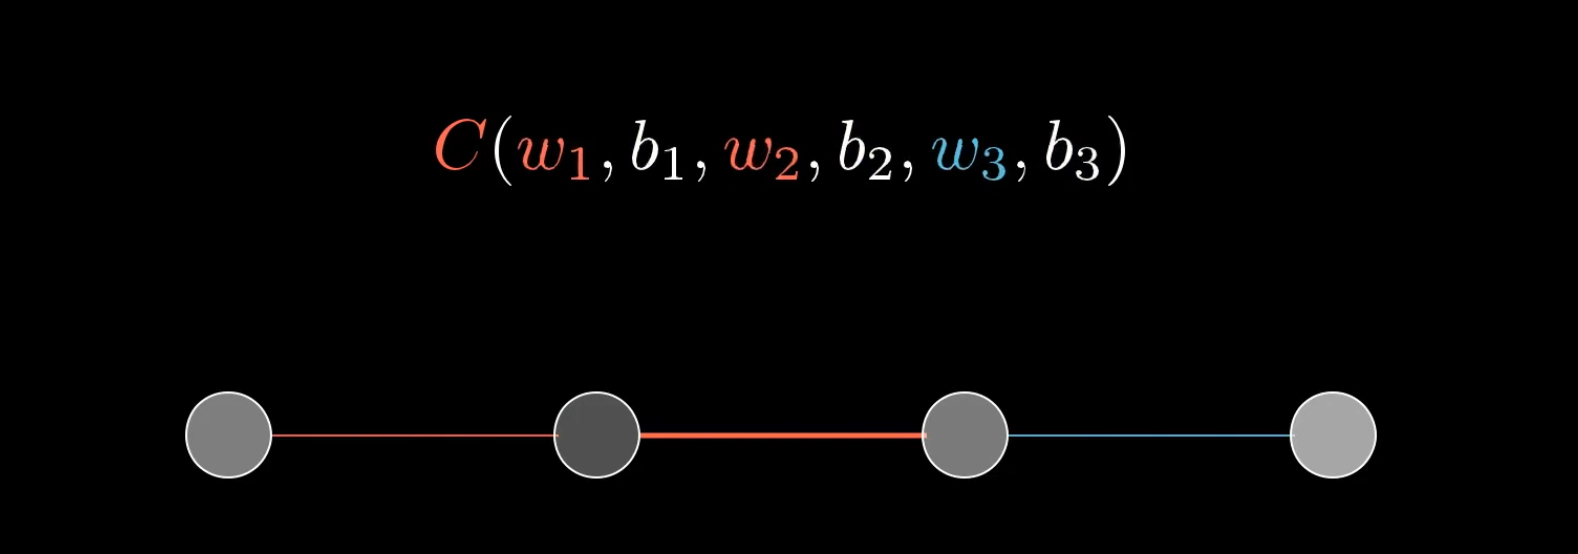 C(w₁, b₁, w₂, b₂, w₃, b₃)